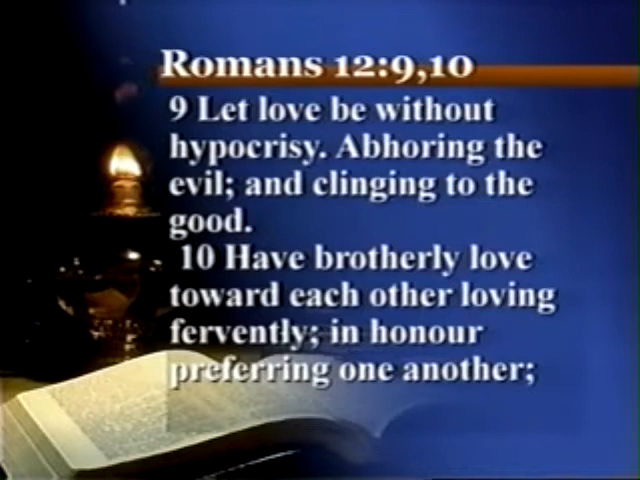 Romans 12:9,10
9 Let love be without
hypocrisy. Abhoring the
evil; and clinging to the
good.
10 Have brotherly love
toward each other loving
fervently; in honour
preferring one another;